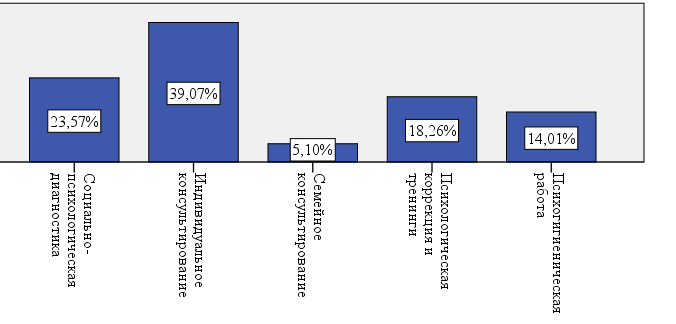 23,57%
39,07%
5,10%
18,26%
14,01%
Социально-
психологическая
диагностика
Индивидуальное
консультирование
Семейное
консультирование
Психологическая
коррекция и
тренинги
Психогигиеническая
работа